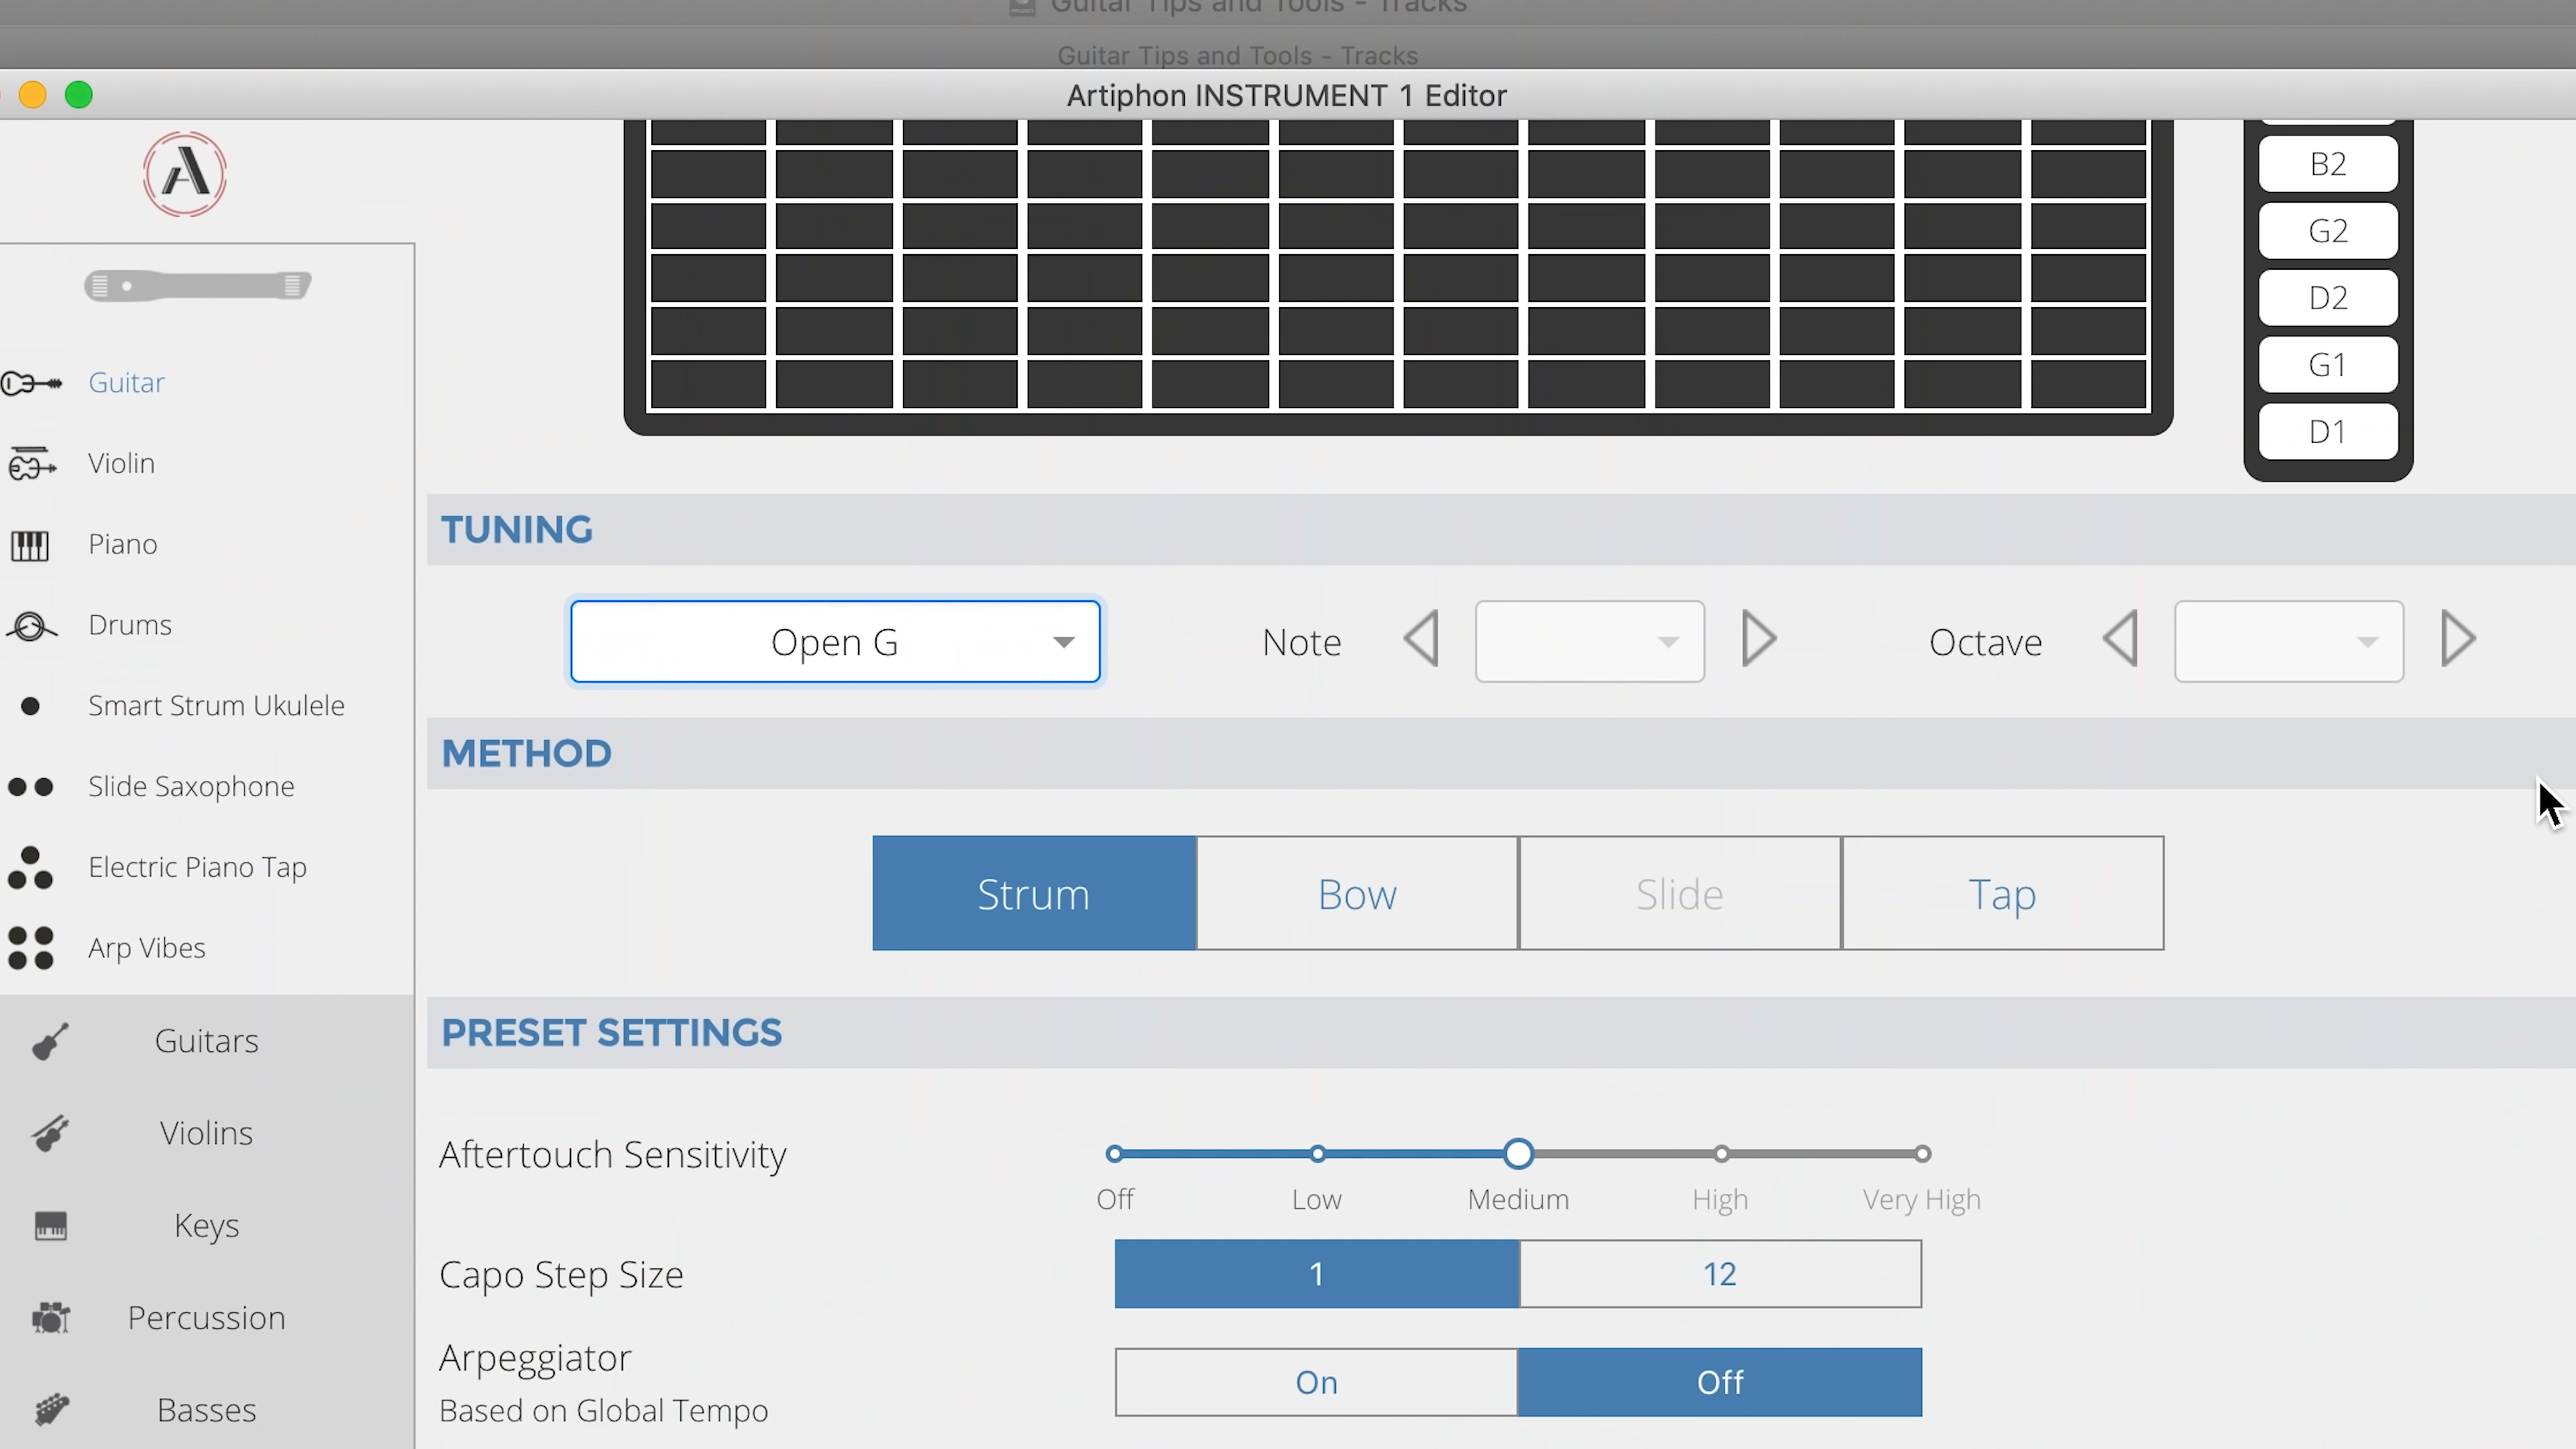 Guitar Tips and Tools - Tracks
Guitar Tips and Tools - Tracks
Artiphon INSTRUMENT 1 Editor
B2
G2
D2
G1
D1
Guitar
Violin
Piano
Drums
Smart Strum Ukulele
Slide Saxophone
Electric Piano Tap
Arp Vibes
Guitars
Violins
Keys
Percussion
Basses
TUNING
Open G
Note
Octave
METHOD
Strum
Bow
Slide
Tap
PRESET SETTINGS
Aftertouch Sensitivity
Off
Low
Medium
High
Very High
Capo Step Size
1
12
Arpeggiator
Based on Global Tempo
On
Off